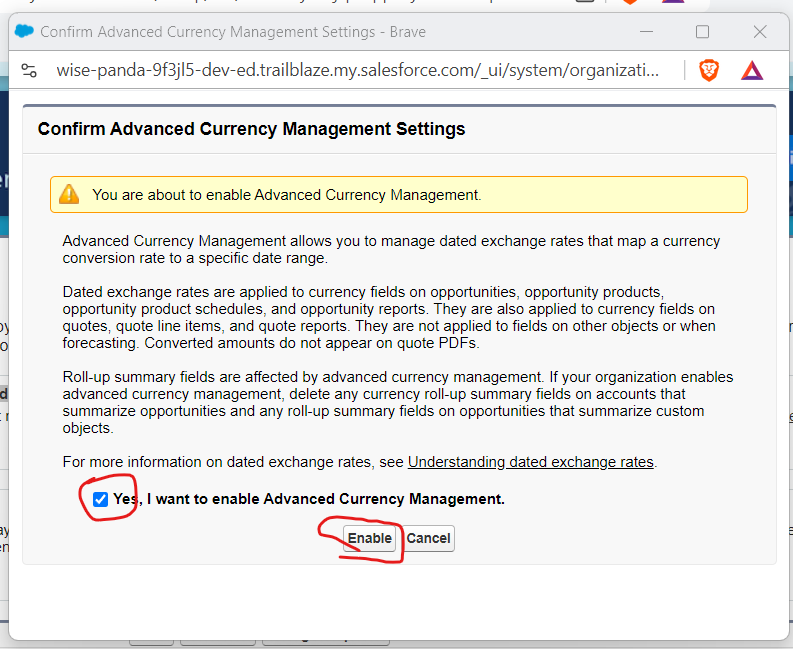 Confirm Advanced Currency Management Settings - Brave
wise-panda-9f3jl5-dev-ed.trailblaze.my.salesforce.com/_ui/system/organizati...
Confirm Advanced Currency Management Settings
You are about to enable Advanced Currency Management.
Advanced Currency Management allows you to manage dated exchange rates that map a currency
conversion rate to a specific date range.
Dated exchange rates are applied to currency fields on opportunities, opportunity products,
opportunity product schedules, and opportunity reports. They are also applied to currency fields on
quotes, quote line items, and quote reports. They are not applied to fields on other objects or when
forecasting. Converted amounts do not appear on quote PDFs.
Roll-up summary fields are affected by advanced currency management. If your organization enables
advanced currency management, delete any currency roll-up summary fields on accounts that
summarize opportunities and any roll-up summary fields on opportunities that summarize custom
objects.
For more information on dated exchange rates, see Understanding dated exchange rates.
Yes, I want to enable Advanced Currency Management.
Enable Cancel